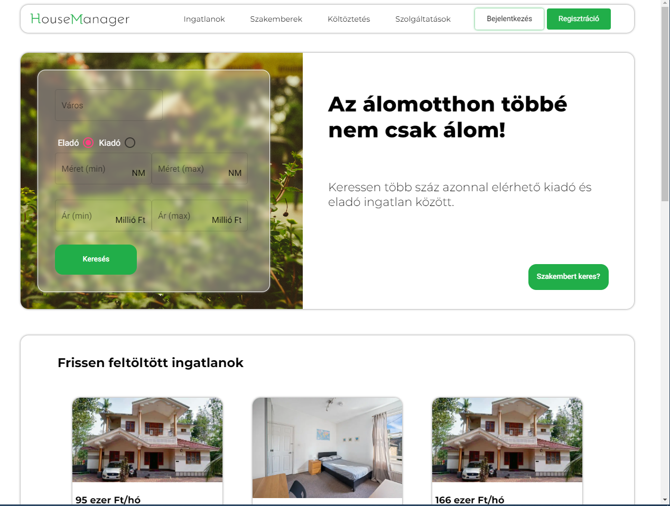 HouseManager
Ingatlanok
Szakemberek
Költöztetés
Szolgáltatások
Bejelentkezés
Regisztráció
Város
Eladó
Kiadó
Méret (min)
NM
Méret (max)
NM
Ár (min)
Millió Ft
Ár (max)
Millió Ft
Keresés
Az álomotthon többé
nem csak álom!
Keressen több száz azonnal elérhető kiadó és
eladó ingatlan között.
Szakembert keres?
Frissen feltöltött ingatlanok
95 ezer Ft/hó
166 ezer Ft/hó